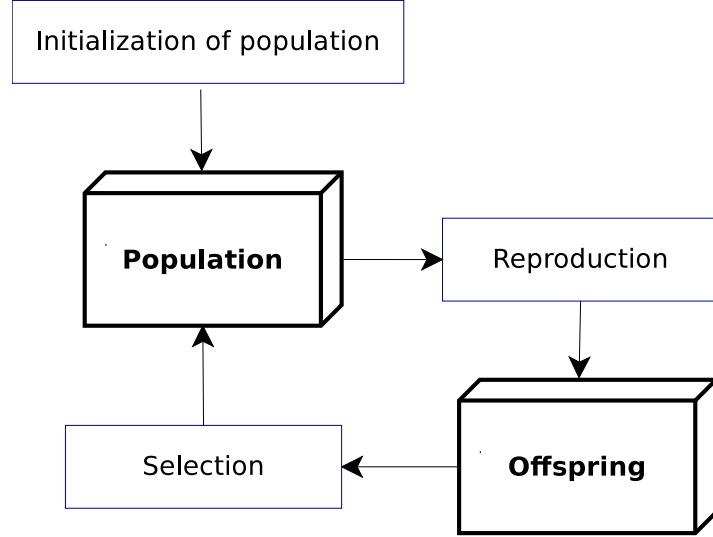 Initialization of population
Population
Reproduction
Selection
Offspring